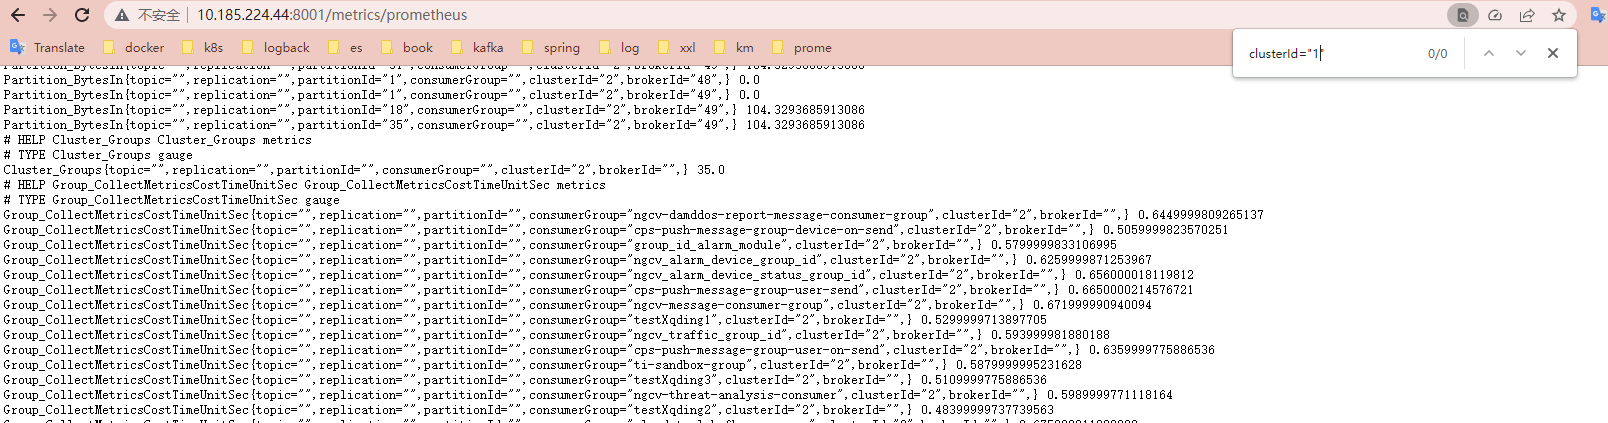 不安全 10.185.224.44:8001/metrics/prometheus
Translate docker k8s logback es book kafka spring log xxl km prome
clusterId="1" 0/0
Partition_BytesIn{topic="",replication="",partitionId="1",consumerGroup="",clusterId="2",brokerId="48",} 0.0
Partition_BytesIn{topic="",replication="",partitionId="1",consumerGroup="",clusterId="2",brokerId="49",} 0.0
Partition_BytesIn{topic="",replication="",partitionId="18",consumerGroup="",clusterId="2",brokerId="49",} 104.3293685913086
Partition_BytesIn{topic="",replication="",partitionId="35",consumerGroup="",clusterId="2",brokerId="49",} 104.3293685913086
# HELP Cluster_Groups Cluster_Groups metrics
# TYPE Cluster_Groups gauge
Cluster_Groups{topic="",replication="",partitionId="",consumerGroup="",clusterId="2",brokerId="",} 35.0
# HELP Group_CollectMetricsCostTimeUnitSec Group_CollectMetricsCostTimeUnitSec metrics
# TYPE Group_CollectMetricsCostTimeUnitSec gauge
Group_CollectMetricsCostTimeUnitSec{topic="",replication="",partitionId="",consumerGroup="ngcv-damddos-report-message-consumer-group",clusterId="2",brokerId="",} 0.6449999809265137
Group_CollectMetricsCostTimeUnitSec{topic="",replication="",partitionId="",consumerGroup="cps-push-message-group-device-on-send",clusterId="2",brokerId="",} 0.5059999823570251
Group_CollectMetricsCostTimeUnitSec{topic="",replication="",partitionId="",consumerGroup="group_id_alarm_module",clusterId="2",brokerId="",} 0.5799999833106995
Group_CollectMetricsCostTimeUnitSec{topic="",replication="",partitionId="",consumerGroup="ngcv_alarm_device_group_id",clusterId="2",brokerId="",} 0.6259999871253967
Group_CollectMetricsCostTimeUnitSec{topic="",replication="",partitionId="",consumerGroup="ngcv_alarm_device_status_group_id",clusterId="2",brokerId="",} 0.656000018119812
Group_CollectMetricsCostTimeUnitSec{topic="",replication="",partitionId="",consumerGroup="cps-push-message-group-user-send",clusterId="2",brokerId="",} 0.6650000214576721
Group_CollectMetricsCostTimeUnitSec{topic="",replication="",partitionId="",consumerGroup="ngcv-message-consumer-group",clusterId="2",brokerId="",} 0.671999990940094
Group_CollectMetricsCostTimeUnitSec{topic="",replication="",partitionId="",consumerGroup="testXqding1",clusterId="2",brokerId="",} 0.5299999713897705
Group_CollectMetricsCostTimeUnitSec{topic="",replication="",partitionId="",consumerGroup="ngcv_traffic_group_id",clusterId="2",brokerId="",} 0.593999981880188
Group_CollectMetricsCostTimeUnitSec{topic="",replication="",partitionId="",consumerGroup="cps-push-message-group-user-on-send",clusterId="2",brokerId="",} 0.6359999775886536
Group_CollectMetricsCostTimeUnitSec{topic="",replication="",partitionId="",consumerGroup="ti-sandbox-group",clusterId="2",brokerId="",} 0.5879999995231628
Group_CollectMetricsCostTimeUnitSec{topic="",replication="",partitionId="",consumerGroup="testXqding3",clusterId="2",brokerId="",} 0.5109999775886536
Group_CollectMetricsCostTimeUnitSec{topic="",replication="",partitionId="",consumerGroup="ngcv-threat-analysis-consumer",clusterId="2",brokerId="",} 0.5989999771118164
Group_CollectMetricsCostTimeUnitSec{topic="",replication="",partitionId="",consumerGroup="testXqding2",clusterId="2",brokerId="",} 0.48399999737739563